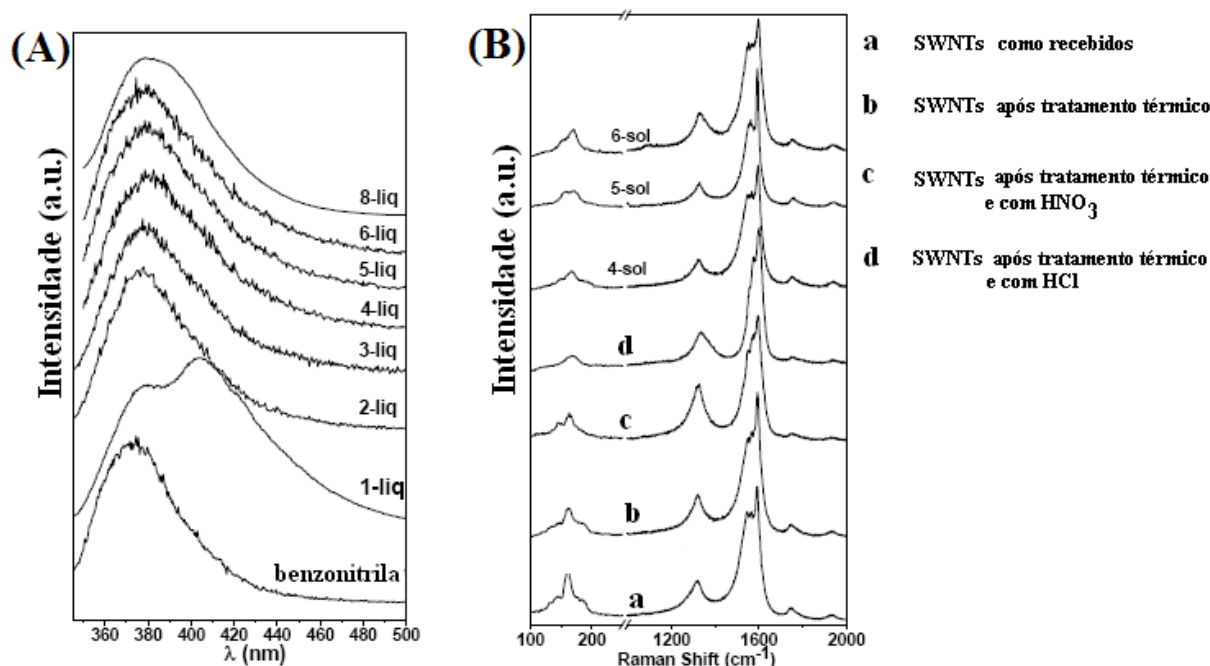 (A)
Intensidade (a.u.)
8-liq
6-liq
5-liq
4-liq
3-liq
2-liq
1-liq
benzonitrila
360 380 400 420 440 460 480 500
λ (nm)
(B)
Intensidade (a.u.)
6-sol
5-sol
4-sol
d
c
b
a
100 200 1200 1600 2000
Raman Shift (cm⁻¹)
a SWNTs como recebidos
b SWNTs após tratamento térmico
c SWNTs após tratamento térmico
e com HNO₃
d SWNTs após tratamento térmico
e com HCl